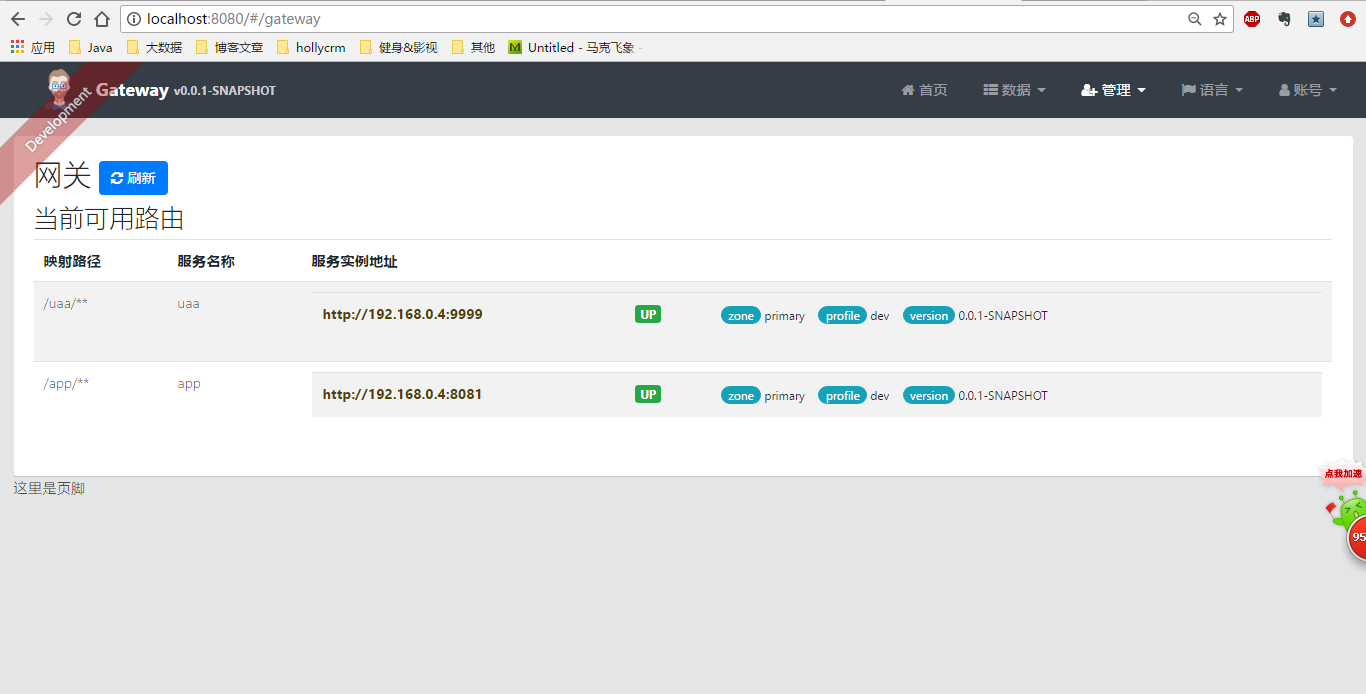 localhost:8080/#/gateway
ABP
应用 Java 大数据 博客文章 hollycrm 健身&影视 其他 M Untitled - 马克飞象 -
Gateway v0.0.1-SNAPSHOT 首页 数据 管理 语言 账号
Development
网关 刷新
当前可用路由
映射路径 服务名称 服务实例地址
/uaa/** uaa http://192.168.0.4:9999 UP zone primary profile dev version 0.0.1-SNAPSHOT
/app/** app http://192.168.0.4:8081 UP zone primary profile dev version 0.0.1-SNAPSHOT
点我加速
95
这里是页脚